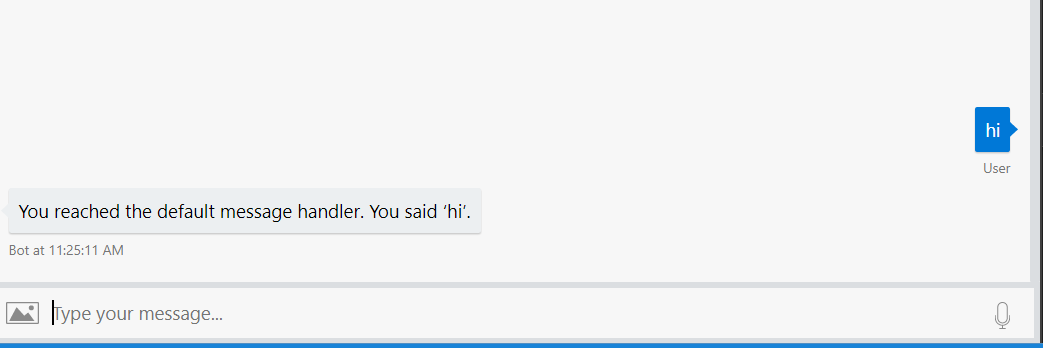 hi
User
You reached the default message handler. You said ‘hi’.
Bot at 11:25:11 AM
Type your message...